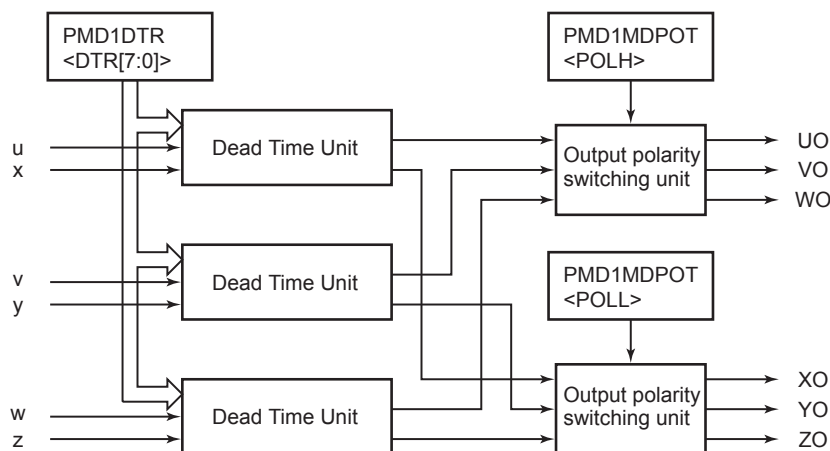 PMD1DTR
<DTR[7:0]>
PMD1MDPOT
<POLH>
u
x
Dead Time Unit
Output polarity
switching unit
UO
VO
WO
v
y
Dead Time Unit
PMD1MDPOT
<POLL>
w
z
Dead Time Unit
Output polarity
switching unit
XO
YO
ZO